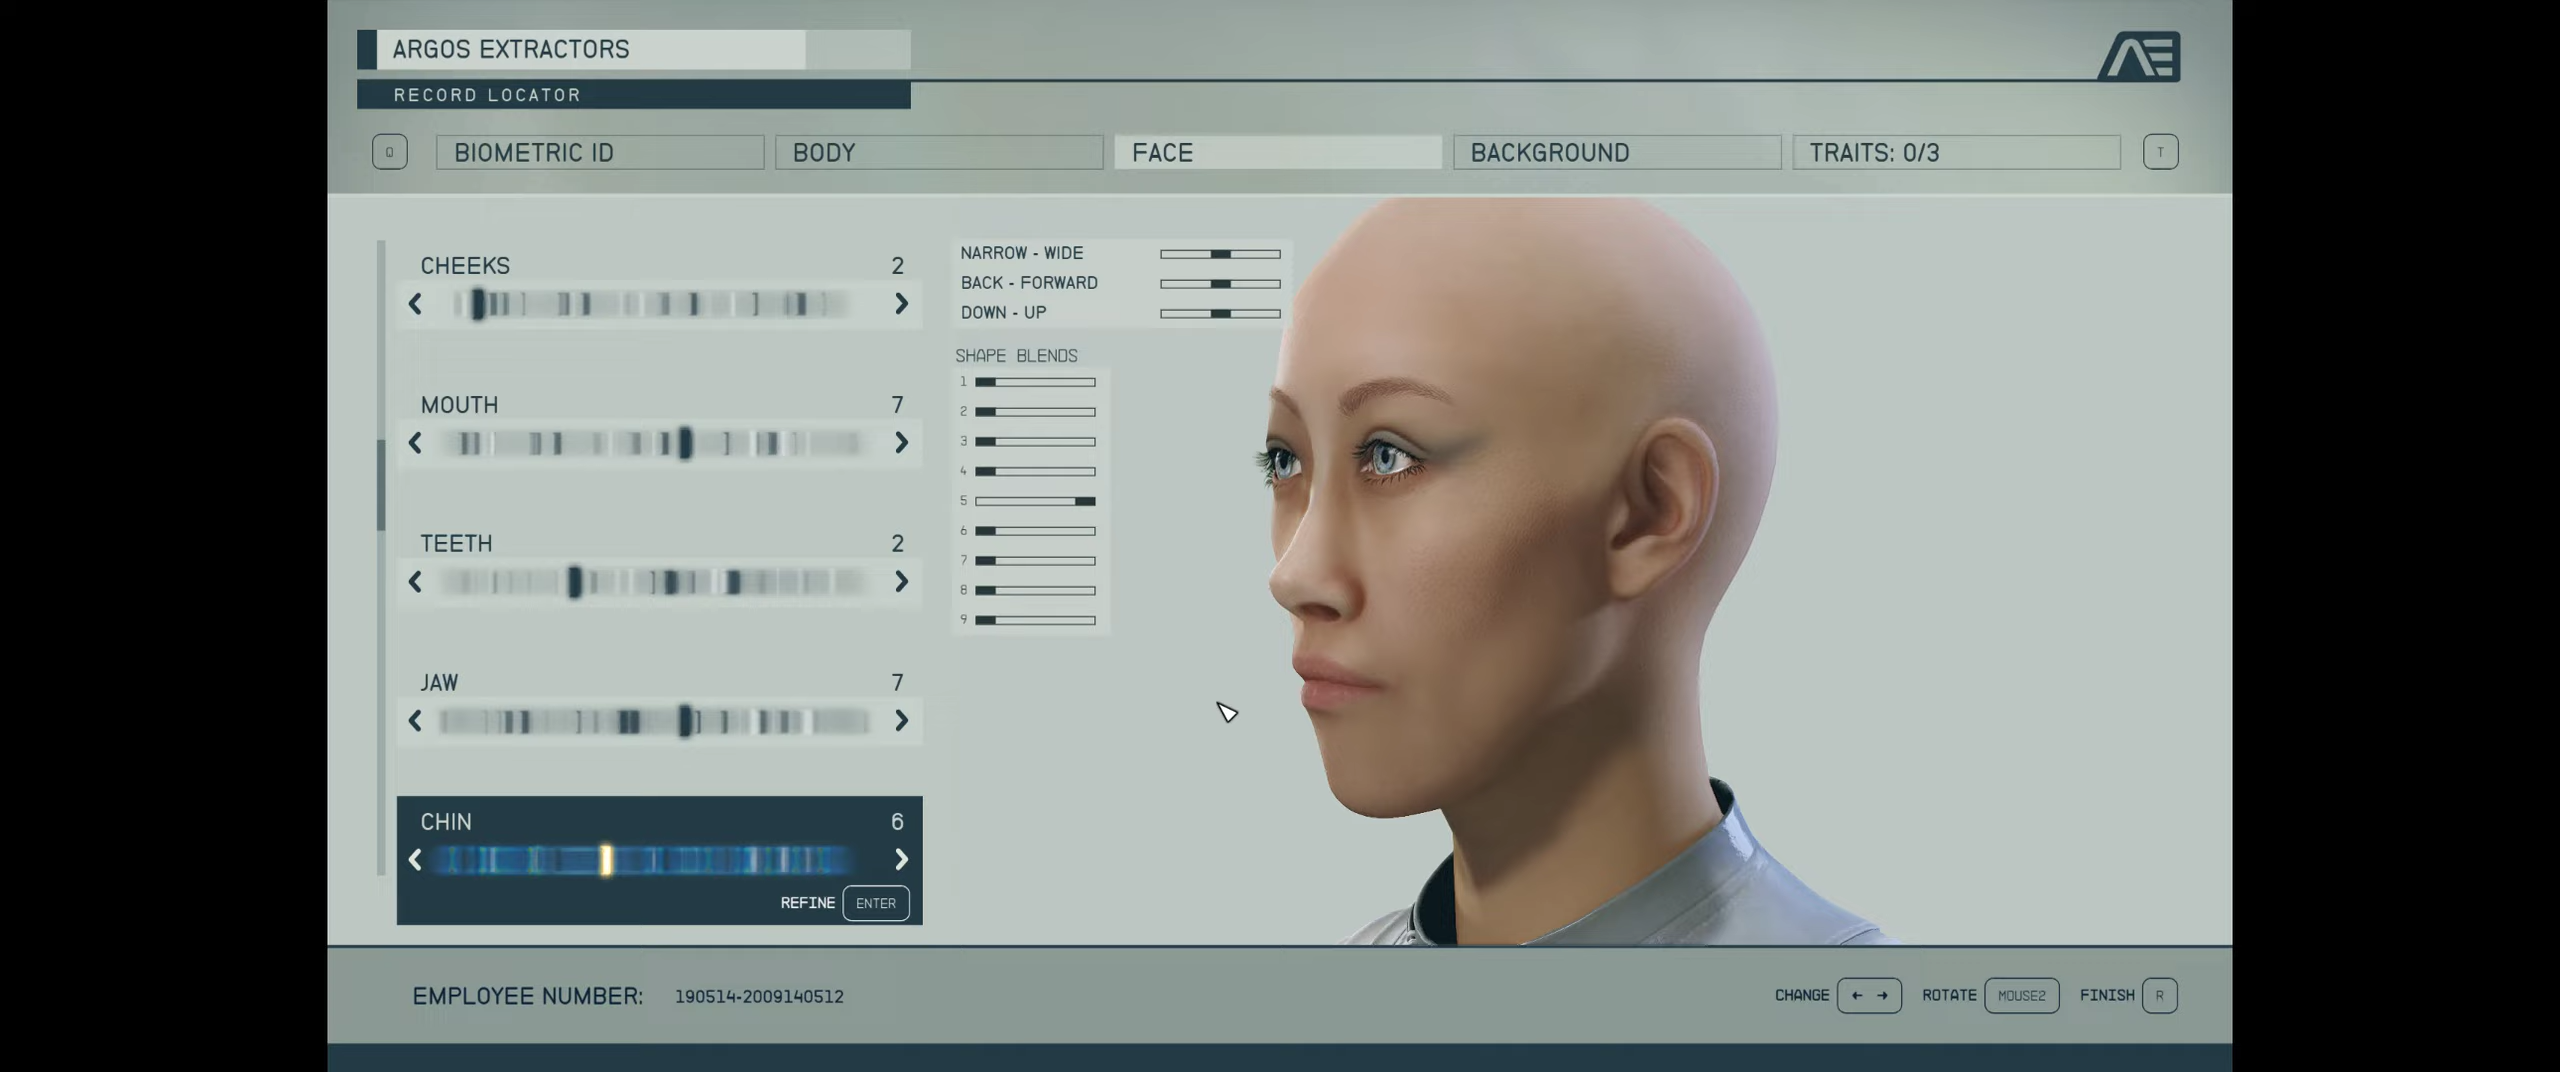 ARGOS EXTRACTORS
AE
RECORD LOCATOR
Q BIOMETRIC ID BODY FACE BACKGROUND TRAITS: 0/3 T
CHEEKS 2
MOUTH 7
TEETH 2
JAW 7
CHIN 6
REFINE ENTER
NARROW - WIDE
BACK - FORWARD
DOWN - UP
SHAPE BLENDS
1
2
3
4
5
6
7
8
9
EMPLOYEE NUMBER: 190514-2009140512
CHANGE ← → ROTATE MOUSE2 FINISH R